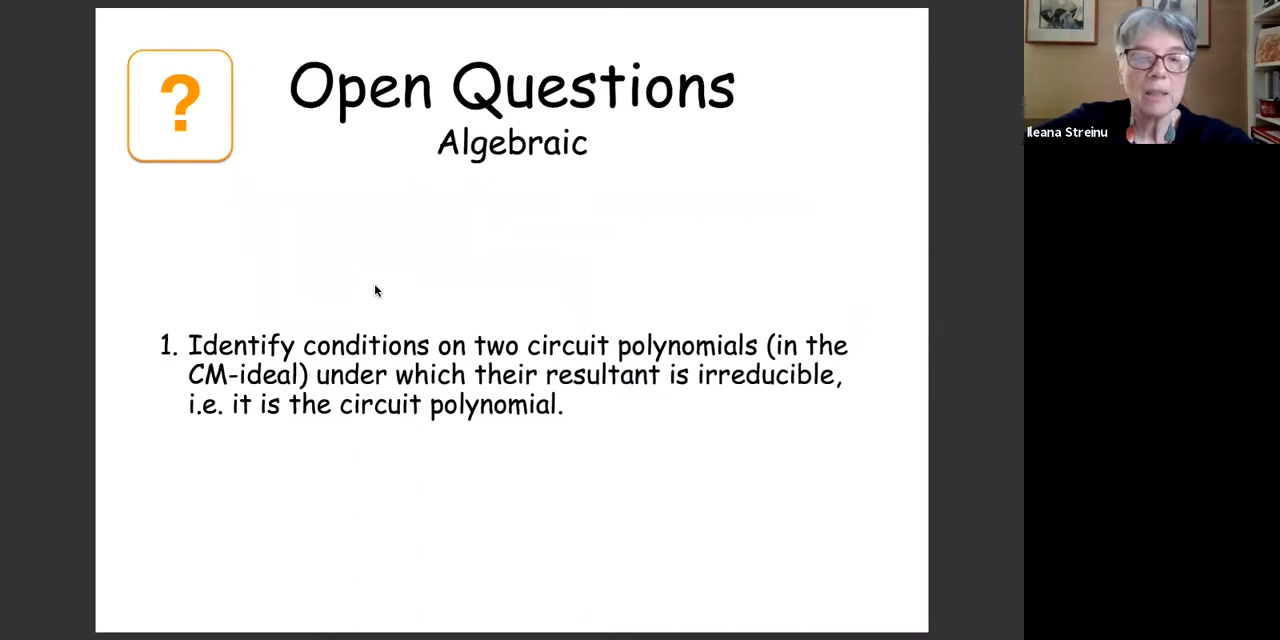 ?
Open Questions
Algebraic
1. Identify conditions on two circuit polynomials (in the
CM-ideal) under which their resultant is irreducible,
i.e. it is the circuit polynomial.
Ileana Streinu